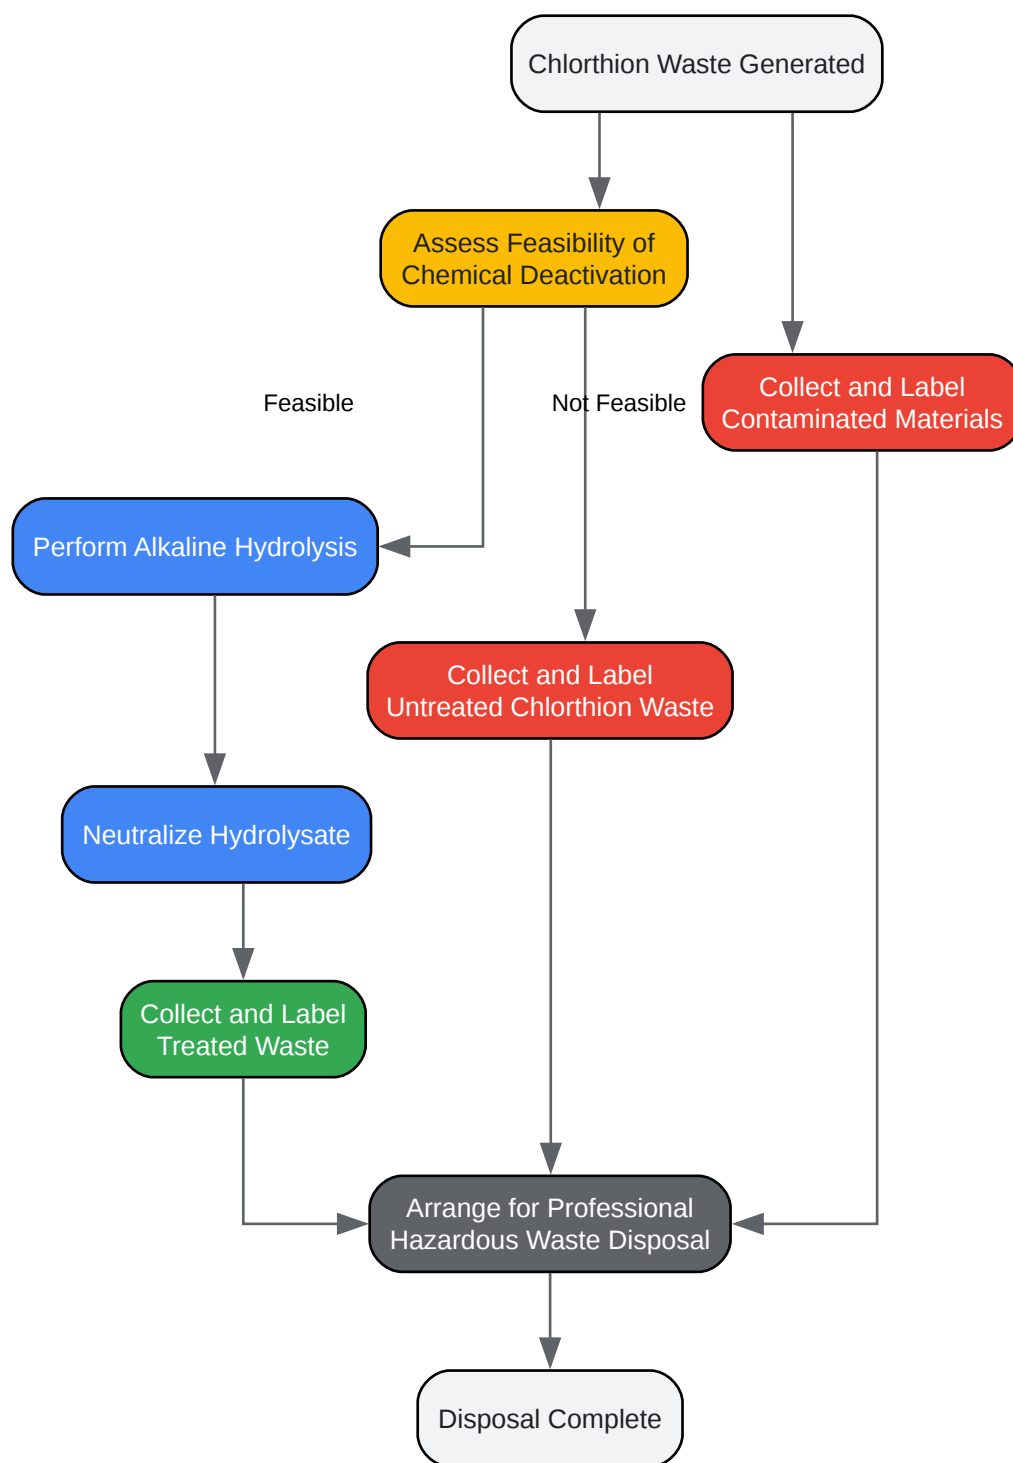 Chlorthion Waste Generated
Assess Feasibility of
Chemical Deactivation
Collect and Label
Contaminated Materials
Feasible
Not Feasible
Perform Alkaline Hydrolysis
Collect and Label
Untreated Chlorthion Waste
Neutralize Hydrolysate
Collect and Label
Treated Waste
Arrange for Professional
Hazardous Waste Disposal
Disposal Complete